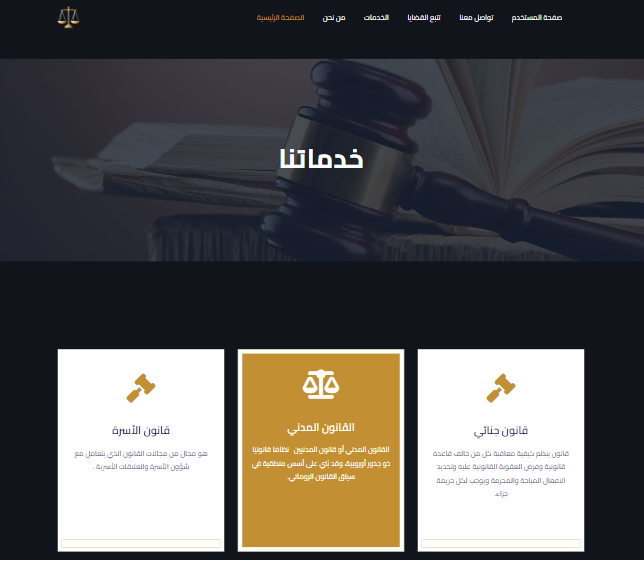 صفحة المستخدم تواصل معنا تتبع القضايا الخدمات من نحن الصفحة الرئيسية
خدماتنا
قانون جنائي
قانون ينظم كيفية معاقبة كل من خالف قاعدة
قانونية وفرض العقوبة القانونية عليه وتحديد
الافعال المباحة والمجرمة ويوجب لكل جريمة
جزاء.
القانون المدني
القانون المدني أو قانون المدنيين نظاما قانونيا
ذو جذور أوروبية، وقد بُني على أسس منطقية في
سياق القانون الروماني.
قانون الأسرة
هو مجال من مجالات القانون الذي يتعامل مع
شؤون الأسرة والعلاقات الأسرية .